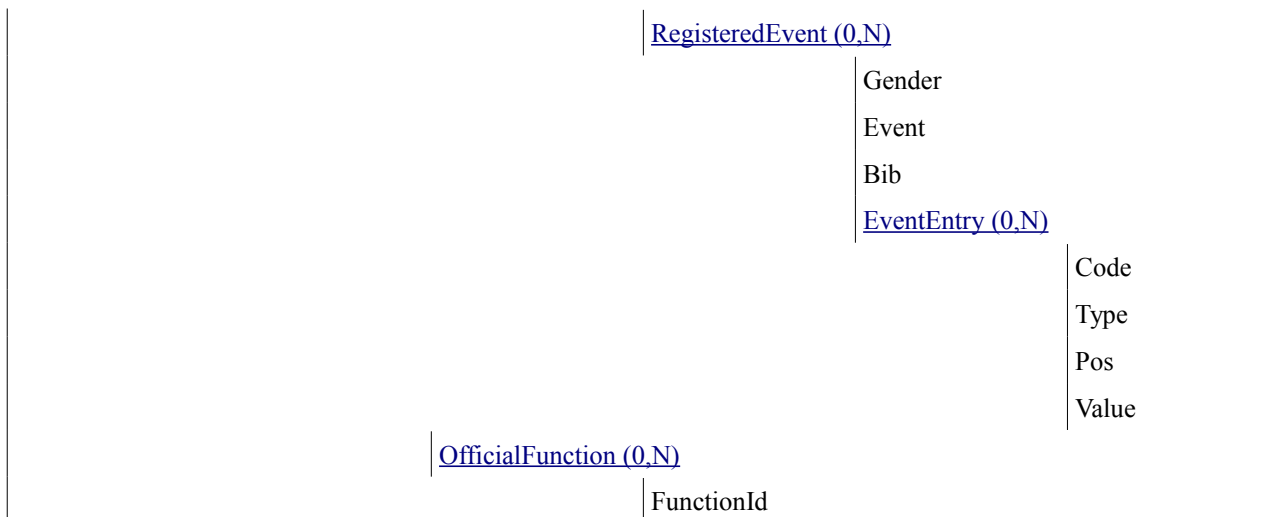 RegisteredEvent (0,N)
Gender
Event
Bib
EventEntry (0,N)
Code
Type
Pos
Value
OfficialFunction (0,N)
FunctionId